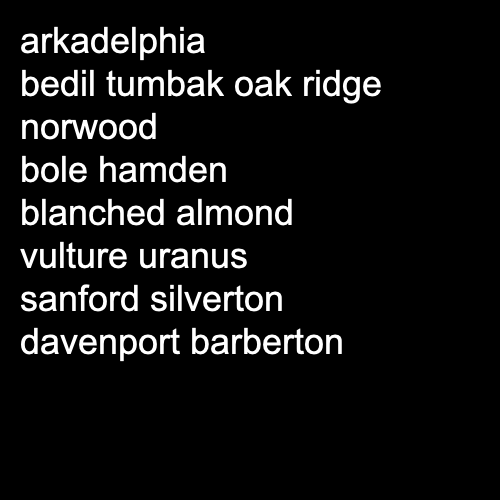 arkadelphia
bedil tumbak oak ridge
norwood
bole hamden
blanched almond
vulture uranus
sanford silverton
davenport barberton